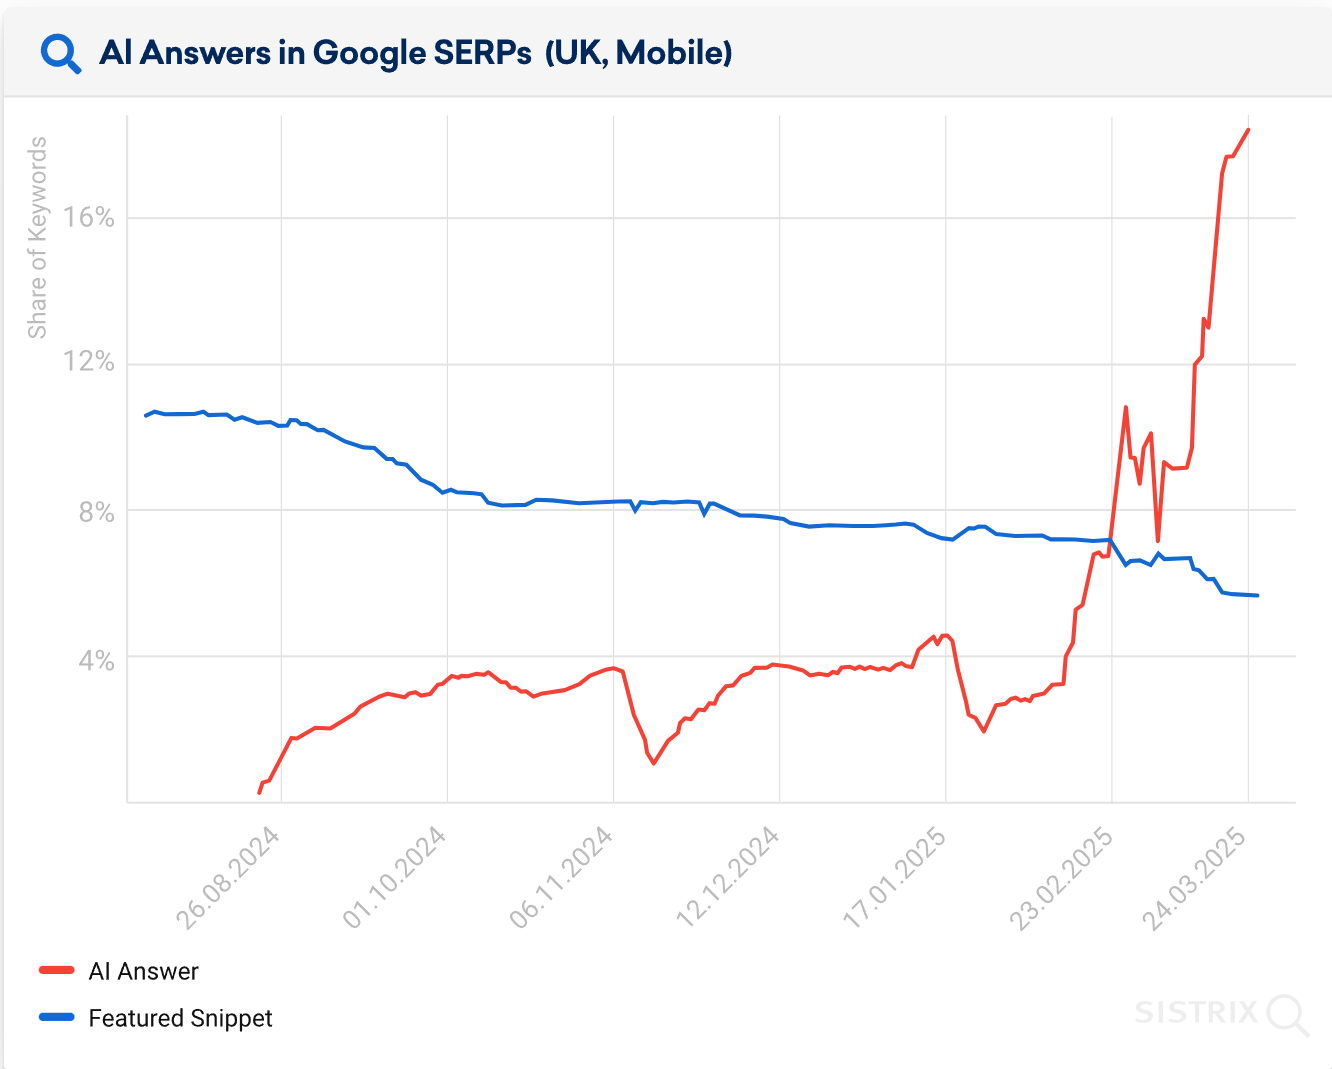 AI Answers in Google SERPs (UK, Mobile)
Share of Keywords
16%
12%
8%
4%
26.08.2024
01.10.2024
06.11.2024
12.12.2024
17.01.2025
23.02.2025
24.03.2025
AI Answer
Featured Snippet
SISTRIX